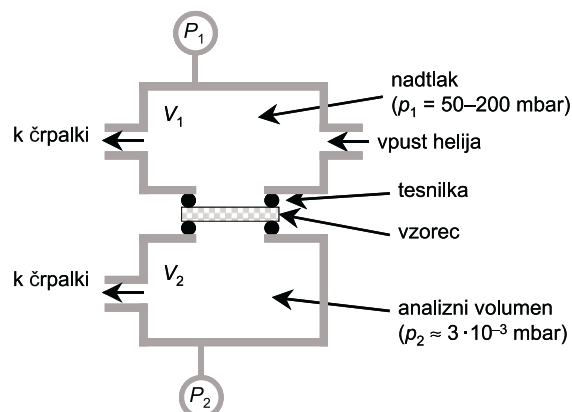 P1
nadtlak
(p1 = 50–200 mbar)
V1
k črpalki
vpust helija
tesnilka
vzorec
k črpalki
V2
analizni volumen
(p2 ≈ 3·10–3 mbar)
P2